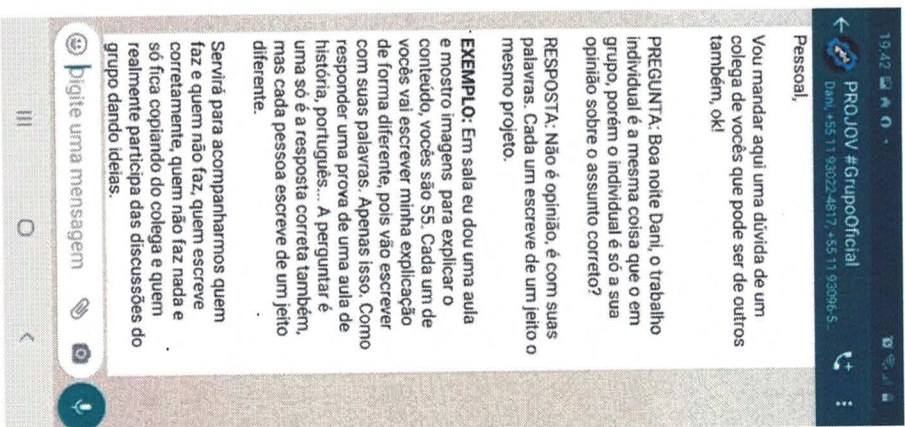 19:42
PROJOV #GrupoOficial
Dani, +55 11 93022-4817, +55 11 93096-5...
Pessoal,
Vou mandar aqui uma dúvida de um
colega de vocês que pode ser de outros
também, ok!
PREGUNTA: Boa noite Dani, o trabalho
individual é a mesma coisa que o em
grupo, porém o individual é só a sua
opinião sobre o assunto correto?
RESPOSTA: Não é opinião, é com suas
palavras. Cada um escreve de um jeito o
mesmo projeto.
EXEMPLO: Em sala eu dou uma aula
e mostro imagens para explicar o
conteúdo, vocês são 55. Cada um de
vocês vai escrever minha explicação
de forma diferente, pois vão escrever
com suas palavras. Apenas isso. Como
responder uma prova de uma aula de
história, português... A perguntar é
uma só e a resposta correta também,
mas cada pessoa escreve de um jeito
diferente.
Servirá para acompanharmos quem
faz e quem não faz, quem escreve
corretamente, quem não faz nada e
só fica copiando do colega e quem
realmente participa das discussões do
grupo dando ideias.
Digite uma mensagem